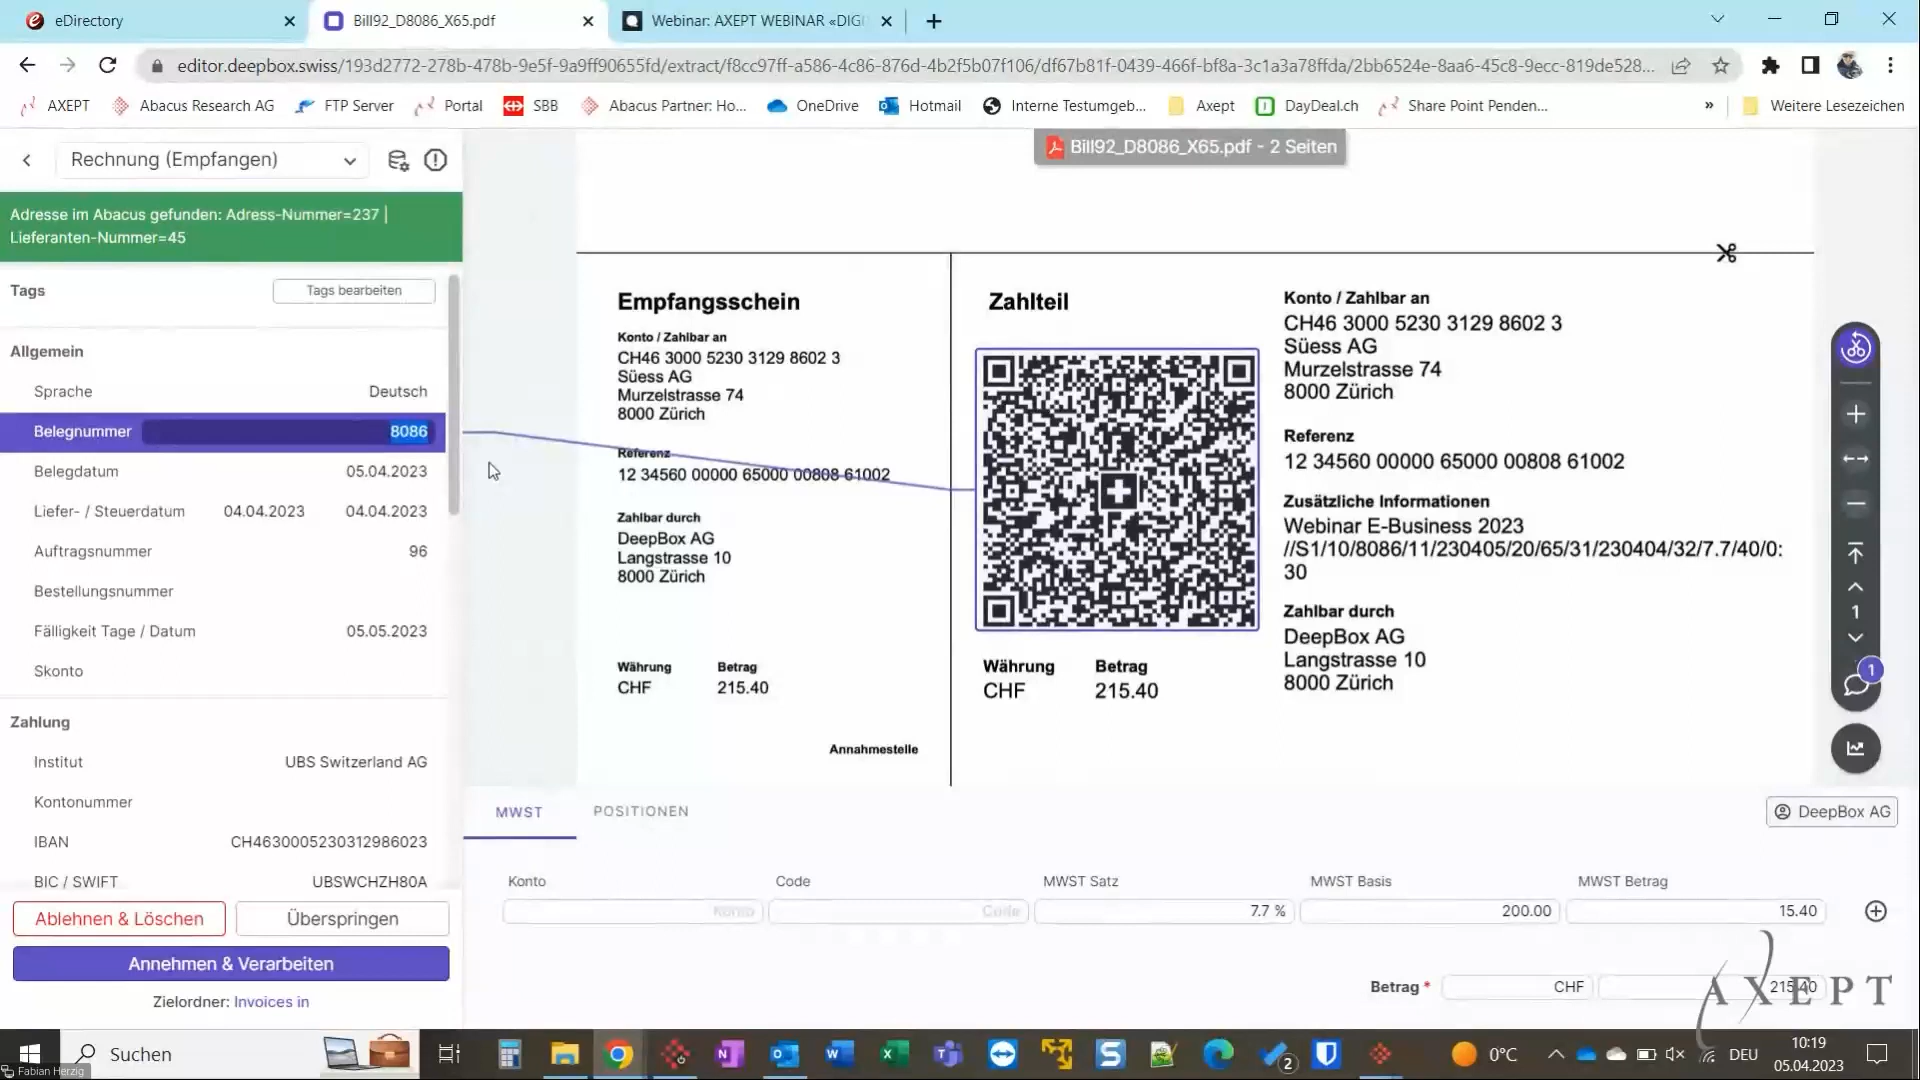 eDirectory
Bill92_D8086_X65.pdf
Webinar: AXEPT WEBINAR «DIG
editor.deepbox.swiss/193d2772-278b-478b-9e5f-9a9ff90655fd/extract/f8cc97ff-a586-4c86-876d-4b2f5b07f106/df67b81f-0439-466f-bf8a-3c1a3a78ffda/2bb6524e-8aa6-45c8-9ecc-819de528...
AXEPT
Abacus Research AG
FTP Server
Portal
SBB
Abacus Partner: Ho...
OneDrive
Hotmail
Interne Testumgeb...
Axept
DayDeal.ch
Share Point Penden...
»
Weitere Lesezeichen
Rechnung (Empfangen)
Bill92_D8086_X65.pdf - 2 Seiten
Adresse im Abacus gefunden: Adress-Nummer=237 |
Lieferanten-Nummer=45
Tags
Tags bearbeiten
Allgemein
Sprache Deutsch
Belegnummer 8086
Belegdatum 05.04.2023
Liefer- / Steuerdatum 04.04.2023 04.04.2023
Auftragsnummer 96
Bestellungsnummer
Fälligkeit Tage / Datum 05.05.2023
Skonto
Zahlung
Institut UBS Switzerland AG
Kontonummer
IBAN CH4630005230312986023
BIC / SWIFT UBSWCHZH80A
Ablehnen & Löschen
Überspringen
Annehmen & Verarbeiten
Zielordner: Invoices in
Empfangsschein
Konto / Zahlbar an
CH46 3000 5230 3129 8602 3
Süess AG
Murzelstrasse 74
8000 Zürich
Referenz
12 34560 00000 65000 00808 61002
Zahlbar durch
DeepBox AG
Langstrasse 10
8000 Zürich
Währung Betrag
CHF 215.40
Annahmestelle
Zahlteil
Währung Betrag
CHF 215.40
Konto / Zahlbar an
CH46 3000 5230 3129 8602 3
Süess AG
Murzelstrasse 74
8000 Zürich
Referenz
12 34560 00000 65000 00808 61002
Zusätzliche Informationen
Webinar E-Business 2023
//S1/10/8086/11/230405/20/65/31/230404/32/7.7/40/0:
30
Zahlbar durch
DeepBox AG
Langstrasse 10
8000 Zürich
1
1
MWST
POSITIONEN
DeepBox AG
Konto Code MWST Satz MWST Basis MWST Betrag
Konto Code 7.7 % 200.00 15.40
Betrag * CHF 215.40
AXEPT
Suchen
2
0°C
DEU
10:19
05.04.2023
Fabian Herzig